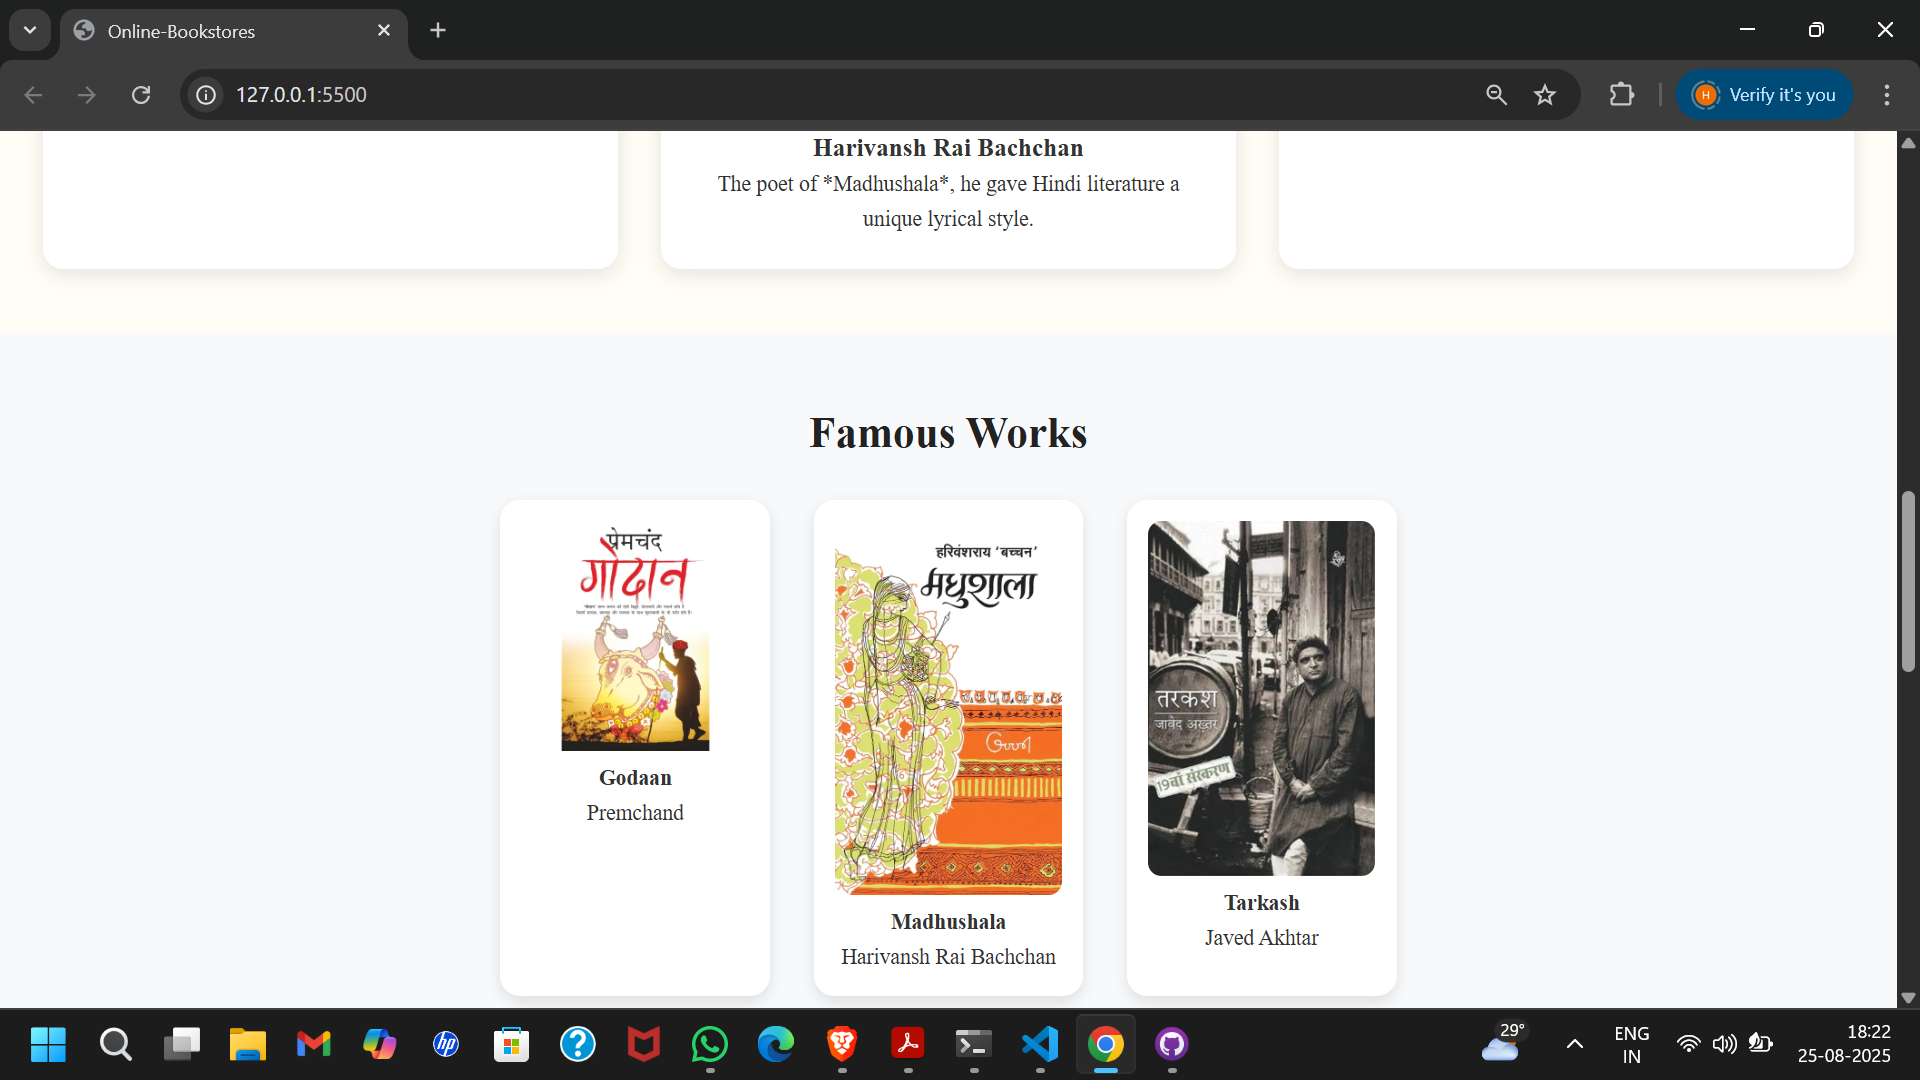 Online-Bookstores
127.0.0.1:5500
H
Verify it's you
Harivansh Rai Bachchan
The poet of *Madhushala*, he gave Hindi literature a
unique lyrical style.
Famous Works
प्रेमचंद
गोदान
Godaan
Premchand
हरिवंशराय ‘बच्चन’
मधुशाला
Madhushala
Harivansh Rai Bachchan
तरकश
जावेद अख़्तर
19वां संस्करण
Tarkash
Javed Akhtar
hp
29°
ENG
IN
18:22
25-08-2025